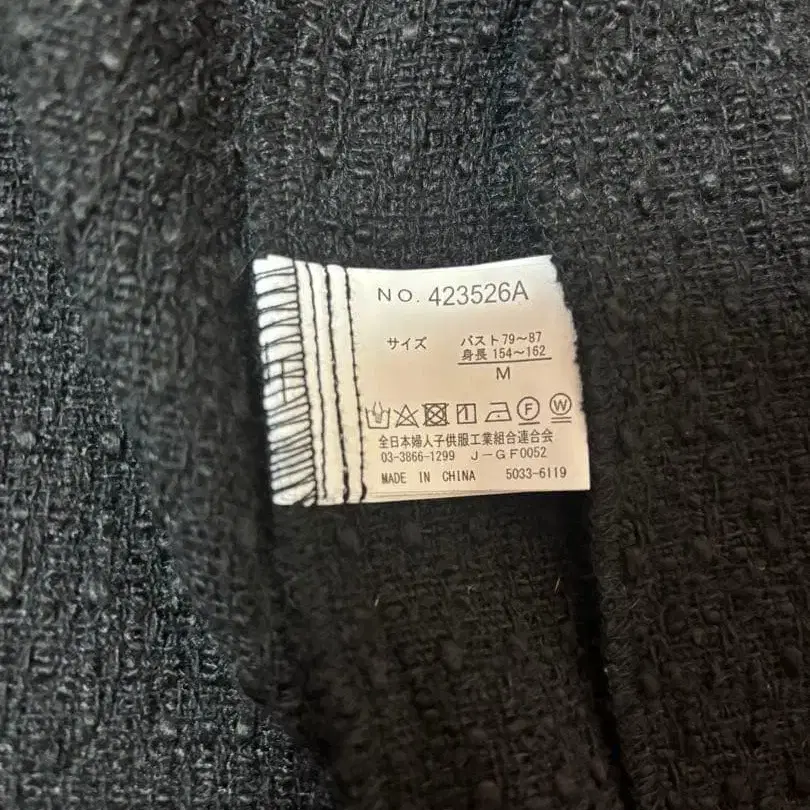 NO. 423526A
サイズ バスト79〜87
身長 154〜162
M
F W
全日本婦人子供服工業組合連合会
03-3866-1299 J-GF0052
MADE IN CHINA 5033-6119